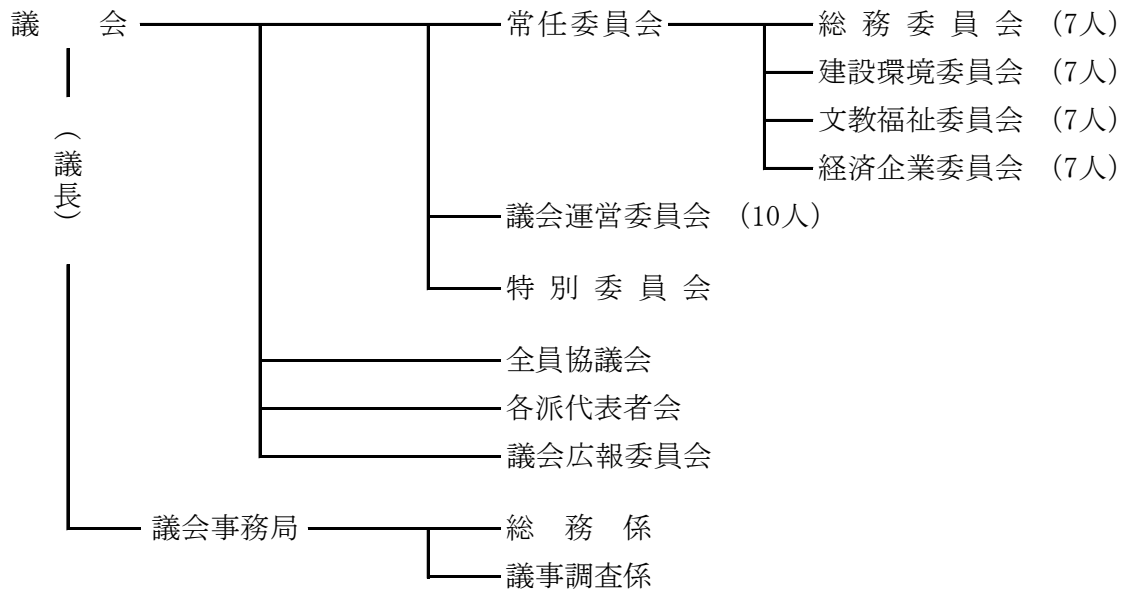 議会 常任委員会 総務委員会 (7人)
建設環境委員会 (7人)
文教福祉委員会 (7人)
経済企業委員会 (7人)
(議長)
議会運営委員会 (10人)
特別委員会
全員協議会
各派代表者会
議会広報委員会
議会事務局 総務係
議事調査係